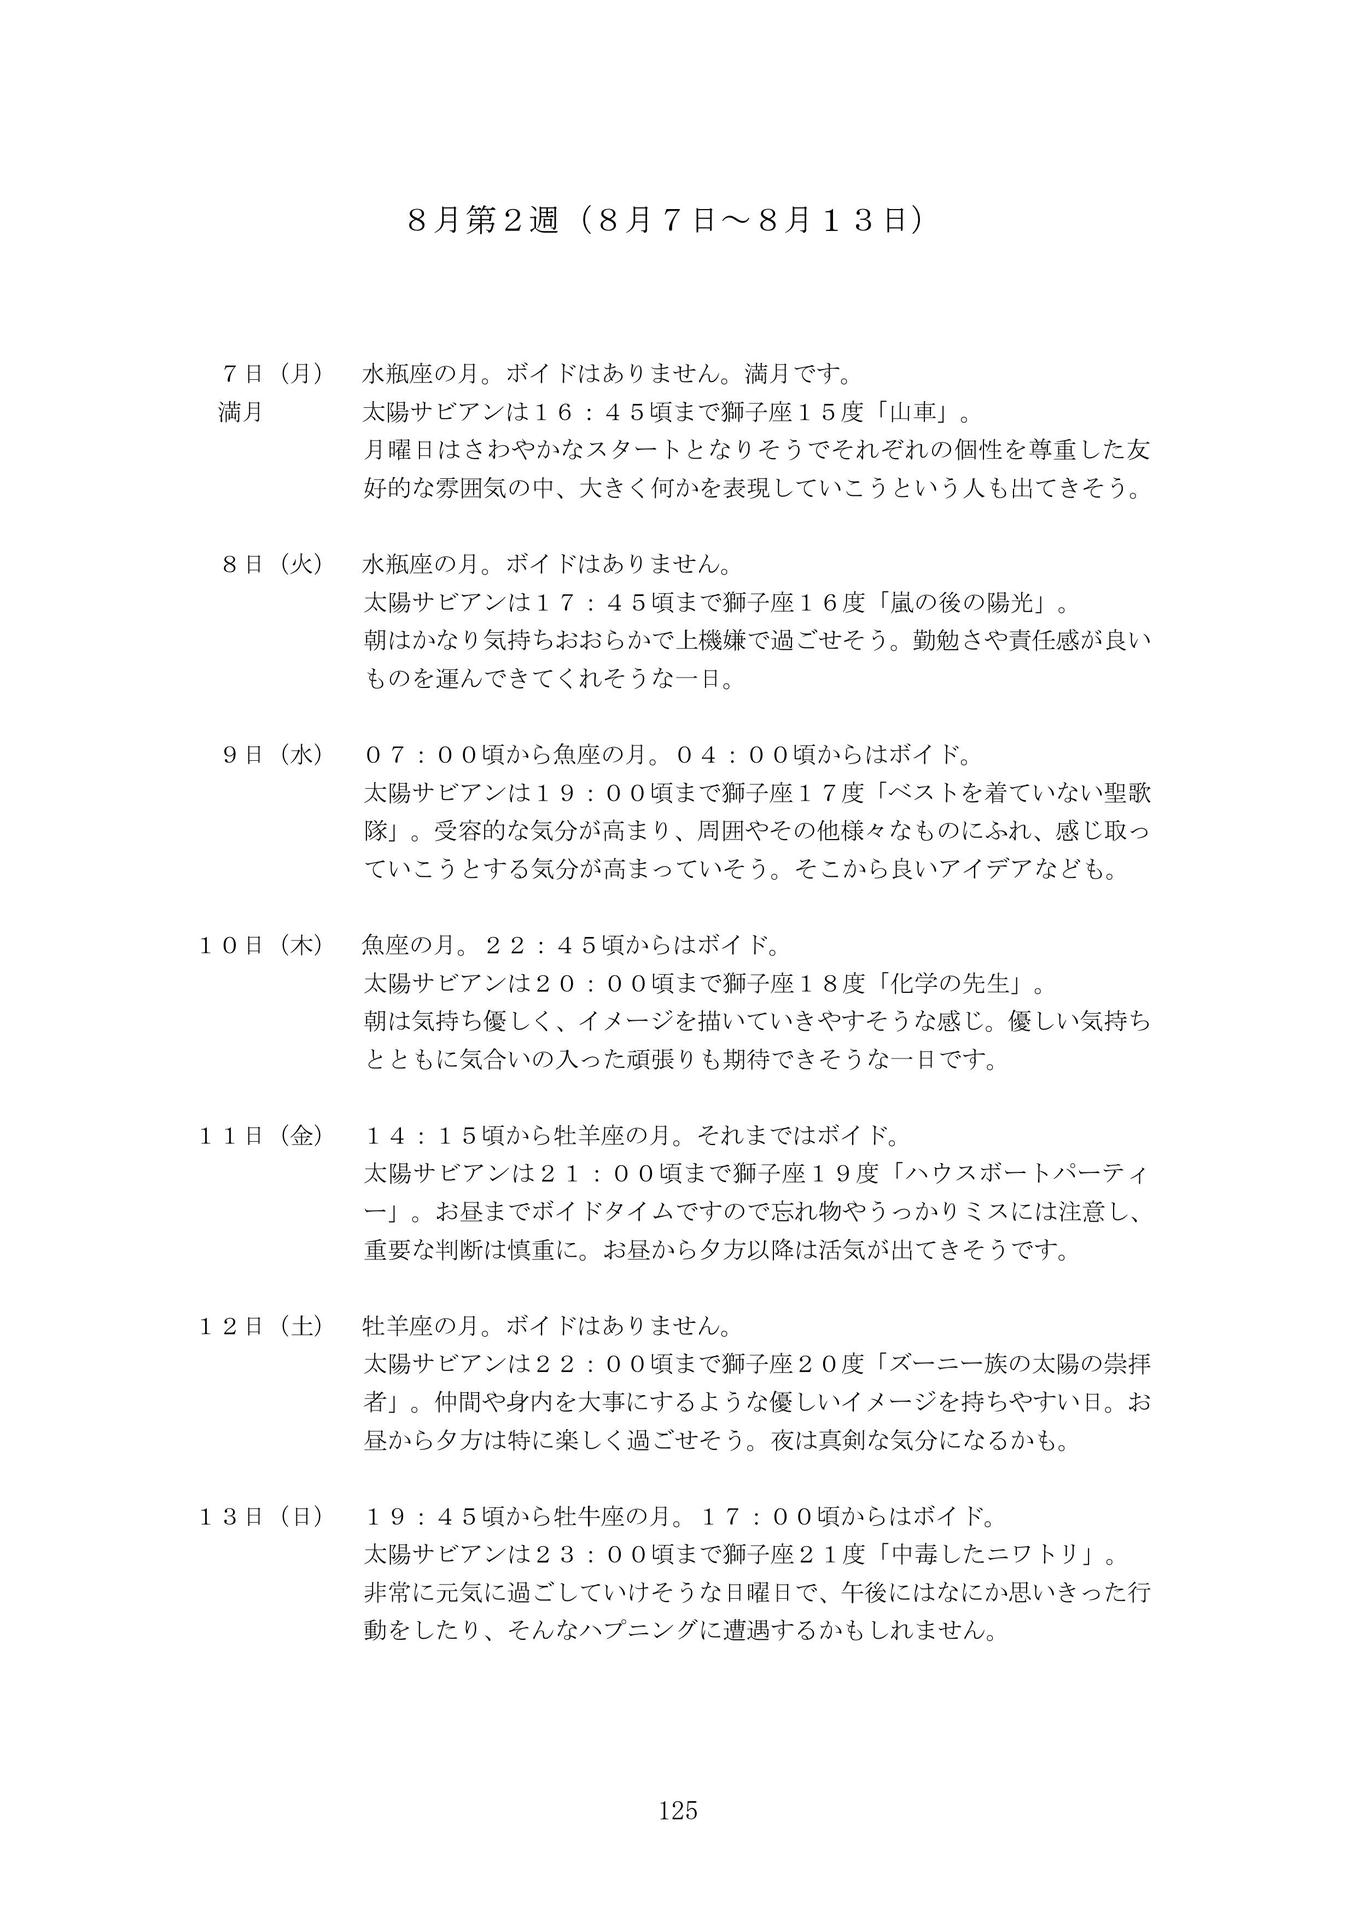 ８月第２週（８月７日～８月１３日）
７日（月） 水瓶座の月。ボイドはありません。満月です。
満月 太陽サビアンは１６：４５頃まで獅子座１５度「山車」。
月曜日はさわやかなスタートとなりそうでそれぞれの個性を尊重した友
好的な雰囲気の中、大きく何かを表現していこうという人も出てきそう。
８日（火） 水瓶座の月。ボイドはありません。
太陽サビアンは１７：４５頃まで獅子座１６度「嵐の後の陽光」。
朝はかなり気持ちおおらかで上機嫌で過ごせそう。勤勉さや責任感が良い
ものを運んできてくれそうな一日。
９日（水） ０７：００頃から魚座の月。０４：００頃からはボイド。
太陽サビアンは１９：００頃まで獅子座１７度「ベストを着ていない聖歌
隊」。受容的な気分が高まり、周囲やその他様々なものにふれ、感じ取っ
ていこうとする気分が高まっていそう。そこから良いアイデアなども。
１０日（木） 魚座の月。２２：４５頃からはボイド。
太陽サビアンは２０：００頃まで獅子座１８度「化学の先生」。
朝は気持ち優しく、イメージを描いていきやすそうな感じ。優しい気持ち
とともに気合いの入った頑張りも期待できそうな一日です。
１１日（金） １４：１５頃から牡羊座の月。それまではボイド。
太陽サビアンは２１：００頃まで獅子座１９度「ハウスボートパーティ
ー」。お昼までボイドタイムですので忘れ物やうっかりミスには注意し、
重要な判断は慎重に。お昼から夕方以降は活気が出てきそうです。
１２日（土） 牡羊座の月。ボイドはありません。
太陽サビアンは２２：００頃まで獅子座２０度「ズーニー族の太陽の崇拝
者」。仲間や身内を大事にするような優しいイメージを持ちやすい日。お
昼から夕方は特に楽しく過ごせそう。夜は真剣な気分になるかも。
１３日（日） １９：４５頃から牡牛座の月。１７：００頃からはボイド。
太陽サビアンは２３：００頃まで獅子座２１度「中毒したニワトリ」。
非常に元気に過ごしていけそうな日曜日で、午後にはなにか思いきった行
動をしたり、そんなハプニングに遭遇するかもしれません。
125